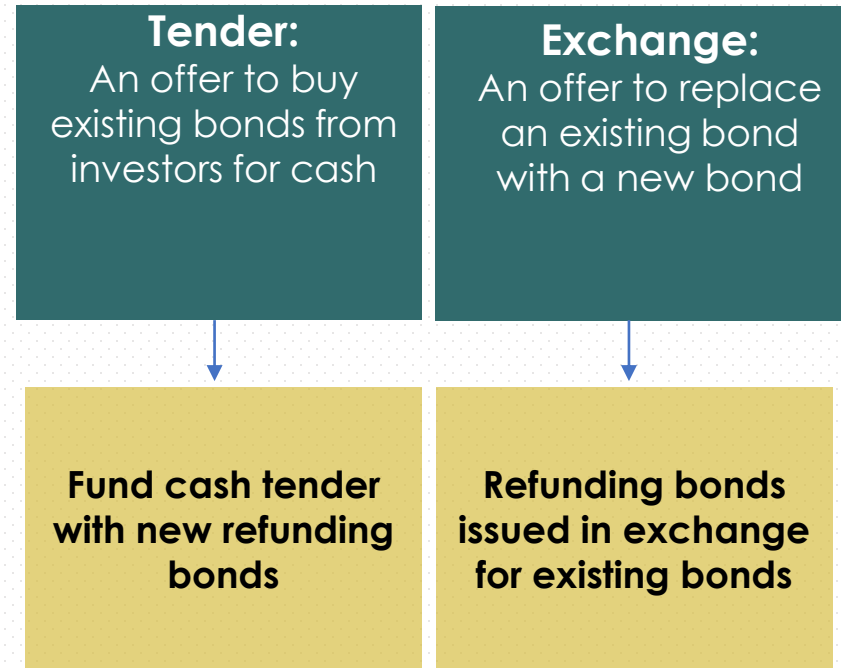 Tender:
An offer to buy
existing bonds from
investors for cash
Exchange:
An offer to replace
an existing bond
with a new bond
Fund cash tender
with new refunding
bonds
Refunding bonds
issued in exchange
for existing bonds